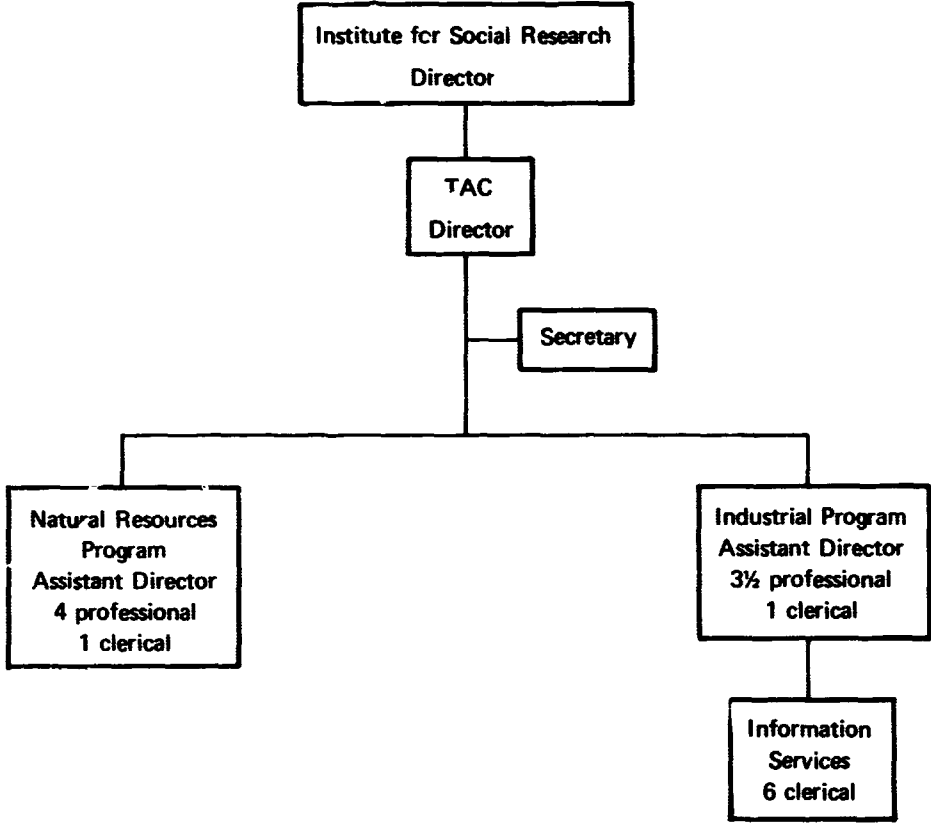 Institute for Social Research
Director
TAC
Director
Secretary
Natural Resources
Program
Assistant Director
4 professional
1 clerical
Industrial Program
Assistant Director
3½ professional
1 clerical
Information
Services
6 clerical